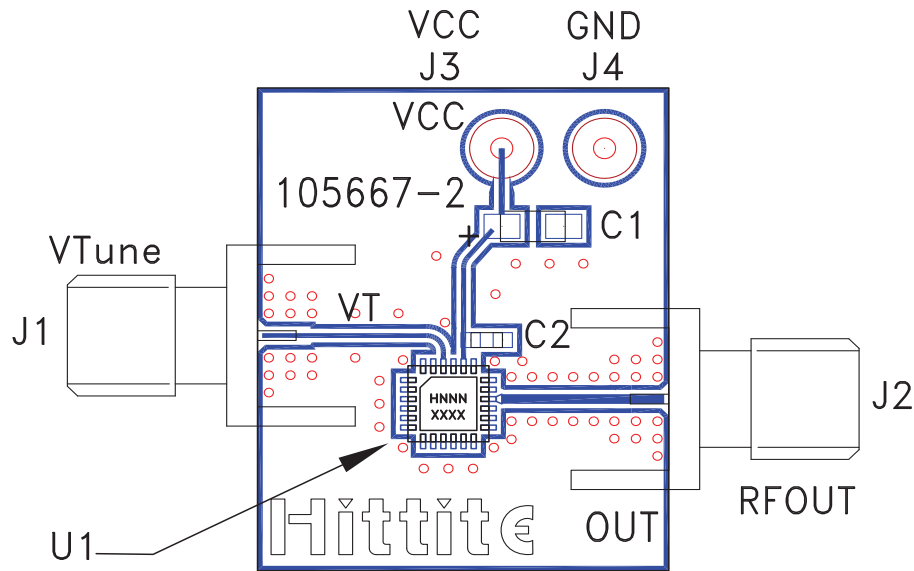 VCC
J3
GND
J4
VCC
105667-2
+
C1
VTune
J1
VT
C2
HNNN
XXXX
J2
RFOUT
U1
Hittite
OUT